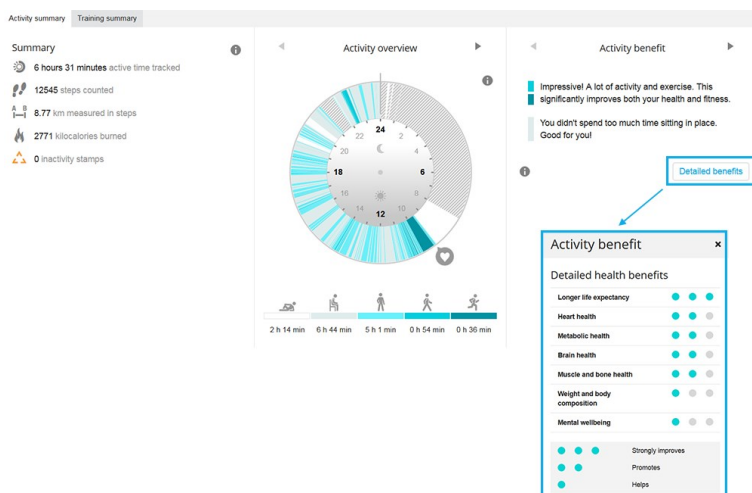 Activity summary
Training summary
Summary
6 hours 31 minutes active time tracked
12545 steps counted
A B
8.77 km measured in steps
2771 kilocalories burned
0 inactivity stamps
Activity overview
24
22
2
20
4
18
6
16
8
14
10
12
2 h 14 min
6 h 44 min
5 h 1 min
0 h 54 min
0 h 36 min
Activity benefit
Impressive! A lot of activity and exercise. This
significantly improves both your health and fitness.
You didn't spend too much time sitting in place.
Good for you!
Detailed benefits
Activity benefit
×
Detailed health benefits
Longer life expectancy
Heart health
Metabolic health
Brain health
Muscle and bone health
Weight and body
composition
Mental wellbeing
Strongly improves
Promotes
Helps